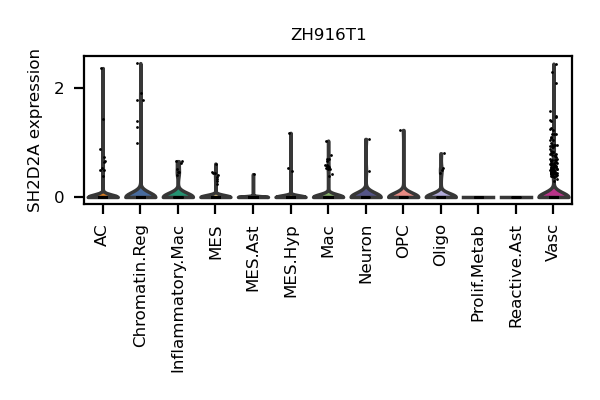 ZH916T1
SH2D2A expression
2
0
AC
Chromatin.Reg
Inflammatory.Mac
MES
MES.Ast
MES.Hyp
Mac
Neuron
OPC
Oligo
Prolif.Metab
Reactive.Ast
Vasc